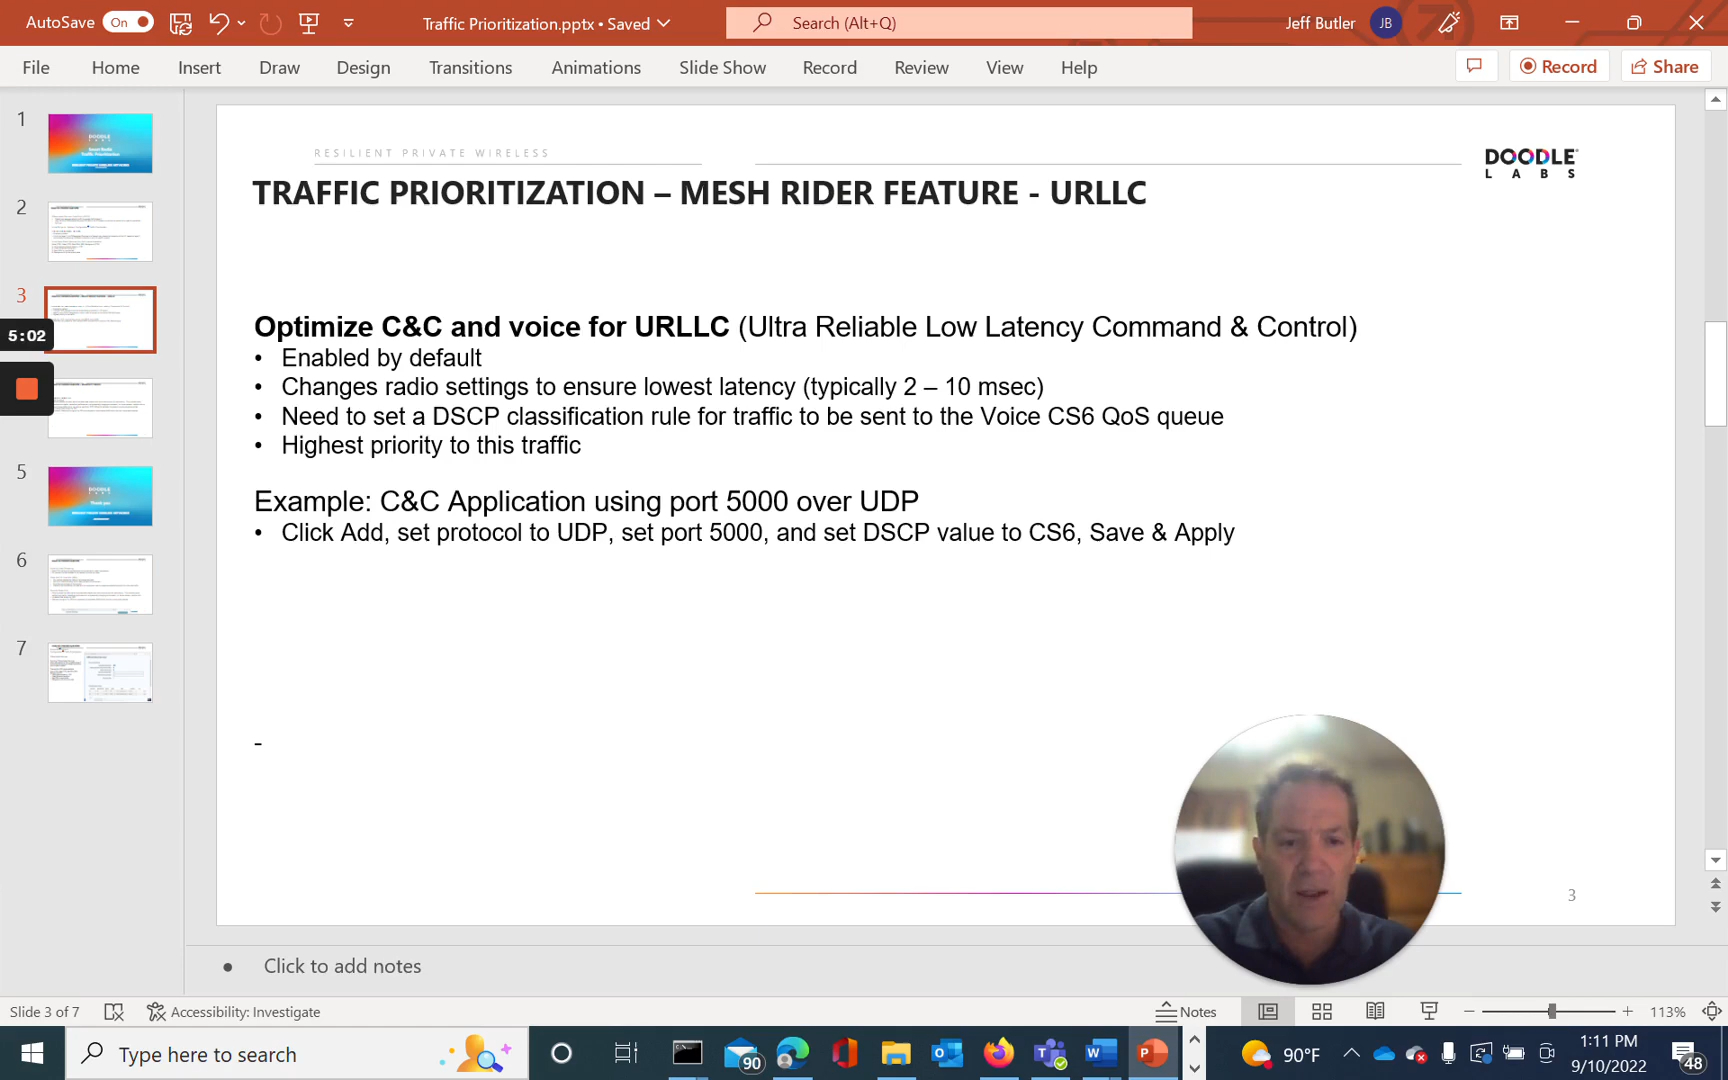 AutoSave On Traffic Prioritization.pptx • Saved Search (Alt+Q) Jeff Butler JB
File Home Insert Draw Design Transitions Animations Slide Show Record Review View Help Record Share
1
2
3
5:02
5
6
7
RESILIENT PRIVATE WIRELESS
DOODLE
LABS
TRAFFIC PRIORITIZATION – MESH RIDER FEATURE - URLLC
Optimize C&C and voice for URLLC (Ultra Reliable Low Latency Command & Control)
• Enabled by default
• Changes radio settings to ensure lowest latency (typically 2 – 10 msec)
• Need to set a DSCP classification rule for traffic to be sent to the Voice CS6 QoS queue
• Highest priority to this traffic
Example: C&C Application using port 5000 over UDP
• Click Add, set protocol to UDP, set port 5000, and set DSCP value to CS6, Save & Apply
-
3
• Click to add notes
Slide 3 of 7 Accessibility: Investigate Notes 113%
Type here to search 90 90°F 1:11 PM
9/10/2022 48